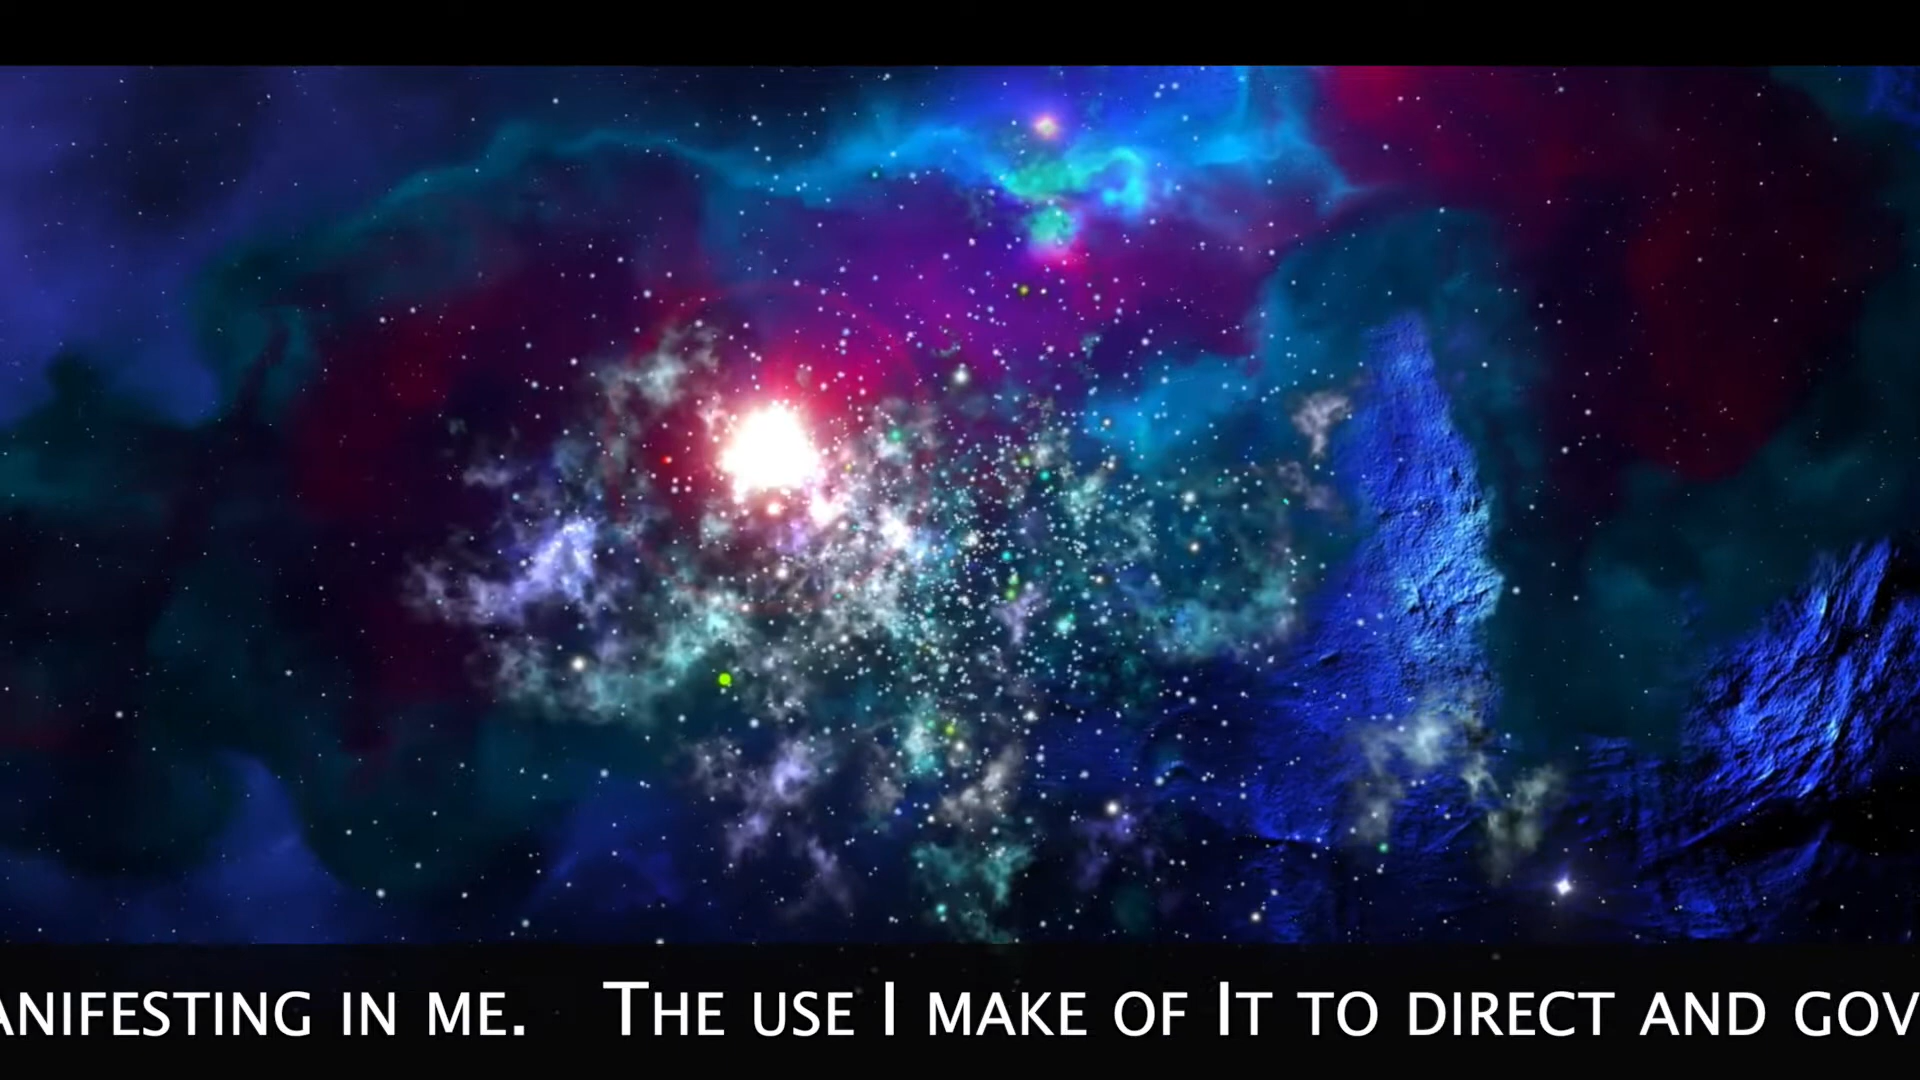 ANIFESTING IN ME. THE USE I MAKE OF IT TO DIRECT AND GOV